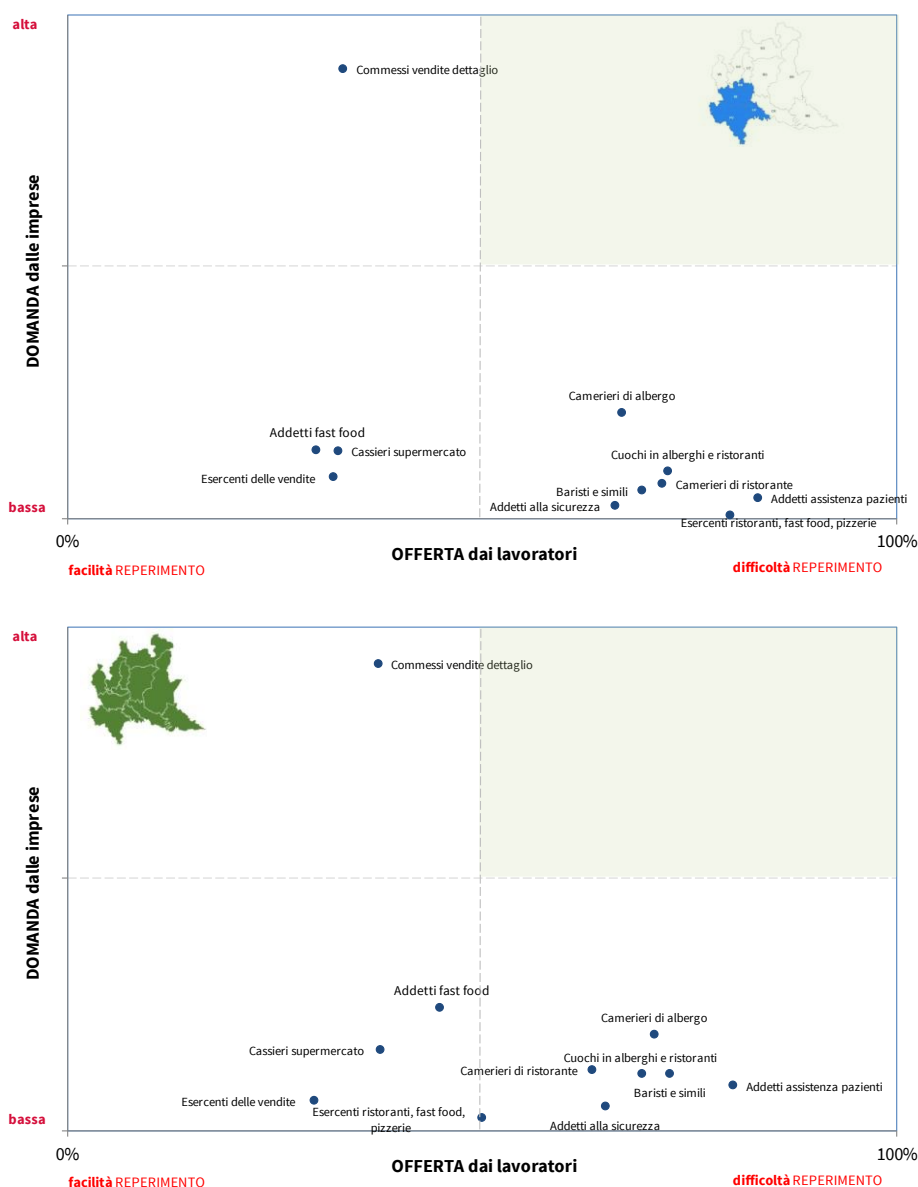 alta
Commessi vendite dettaglio
DOMANDA dalle imprese
Camerieri di albergo
Addetti fast food
Cassieri supermercato
Cuochi in alberghi e ristoranti
Esercenti delle vendite
Camerieri di ristorante
Baristi e simili
Addetti assistenza pazienti
Addetti alla sicurezza
bassa
Esercenti ristoranti, fast food, pizzerie
0%
100%
OFFERTA dai lavoratori
facilità REPERIMENTO
difficoltà REPERIMENTO
alta
Commessi vendite dettaglio
DOMANDA dalle imprese
Addetti fast food
Camerieri di albergo
Cassieri supermercato
Cuochi in alberghi e ristoranti
Camerieri di ristorante
Addetti assistenza pazienti
Baristi e simili
Esercenti delle vendite
Esercenti ristoranti, fast food,
pizzerie
Addetti alla sicurezza
bassa
0%
100%
OFFERTA dai lavoratori
facilità REPERIMENTO
difficoltà REPERIMENTO